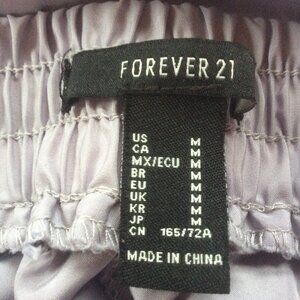 FOREVER 21
US M
CA M
MX/ECU M
BR M
EU M
UK M
KR M
JP M
CN 165/72A
MADE IN CHINA